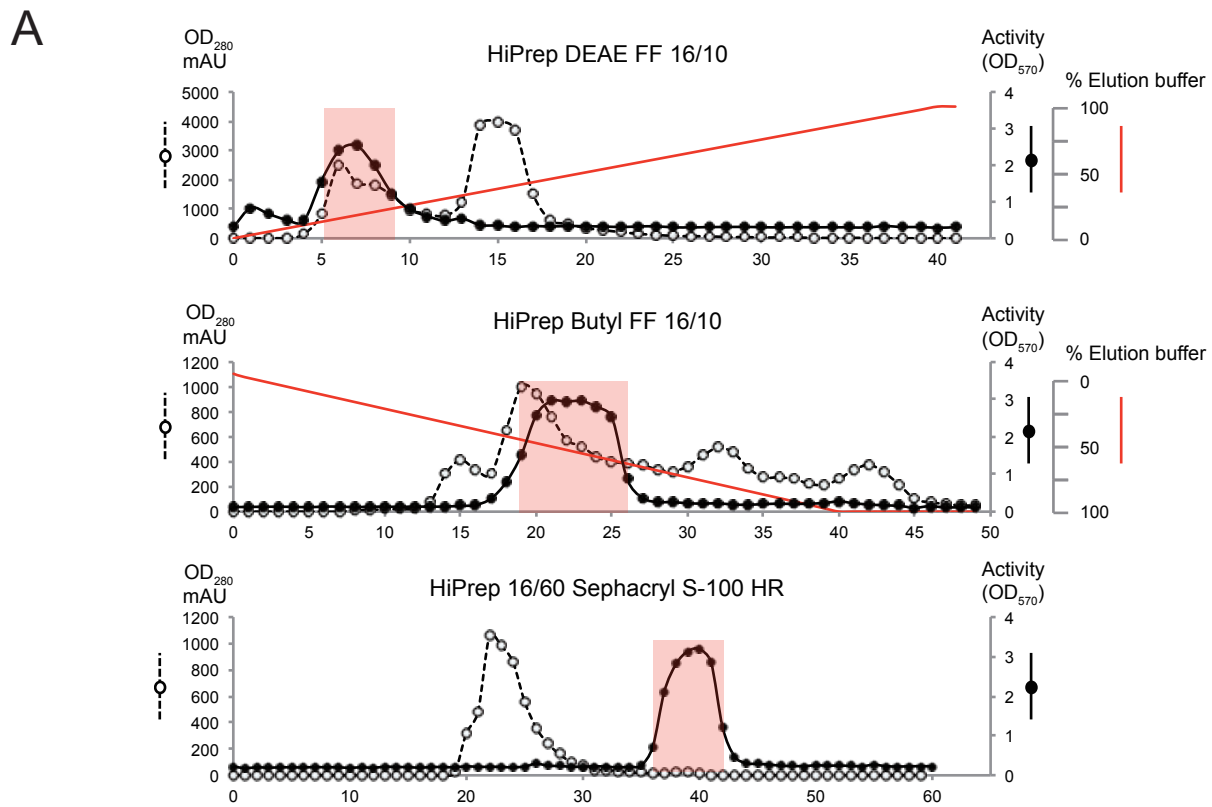 A
HiPrep DEAE FF 16/10
OD280
mAU
Activity
(OD570)
% Elution buffer
5000
4000
3000
2000
1000
0
4
3
2
1
0
100
50
0
0 5 10 15 20 25 30 35 40
HiPrep Butyl FF 16/10
OD280
mAU
Activity
(OD570)
% Elution buffer
1200
1000
800
600
400
200
0
4
3
2
1
0
0
50
100
0 5 10 15 20 25 30 35 40 45 50
HiPrep 16/60 Sephacryl S-100 HR
OD280
mAU
Activity
(OD570)
1200
1000
800
600
400
200
0
4
3
2
1
0
0 10 20 30 40 50 60